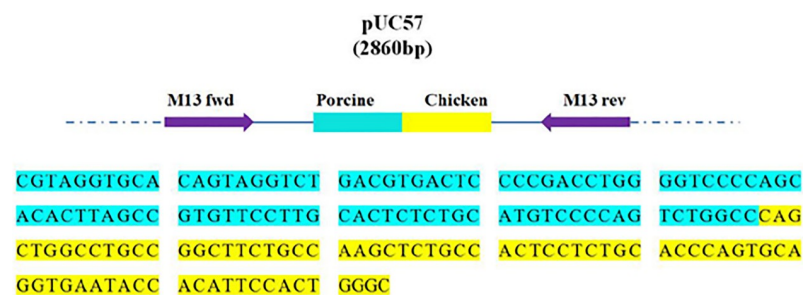 pUC57
(2860bp)
M13 fwd Porcine Chicken M13 rev
CGTAGGTGCA CAGTAGGTCT GACGTGACTC CCCGACCTGG GGTCCCCAGC
ACACTTAGCC GTGTTCCTTG CACTCTCTGC ATGTCCCCAG TCTGGCCCAG
CTGGCCTGCC GGCTTCTGCC AAGCTCTGCC ACTCCTCTGC ACCCAGTGCA
GGTGAATACC ACATTCCACT GGGC